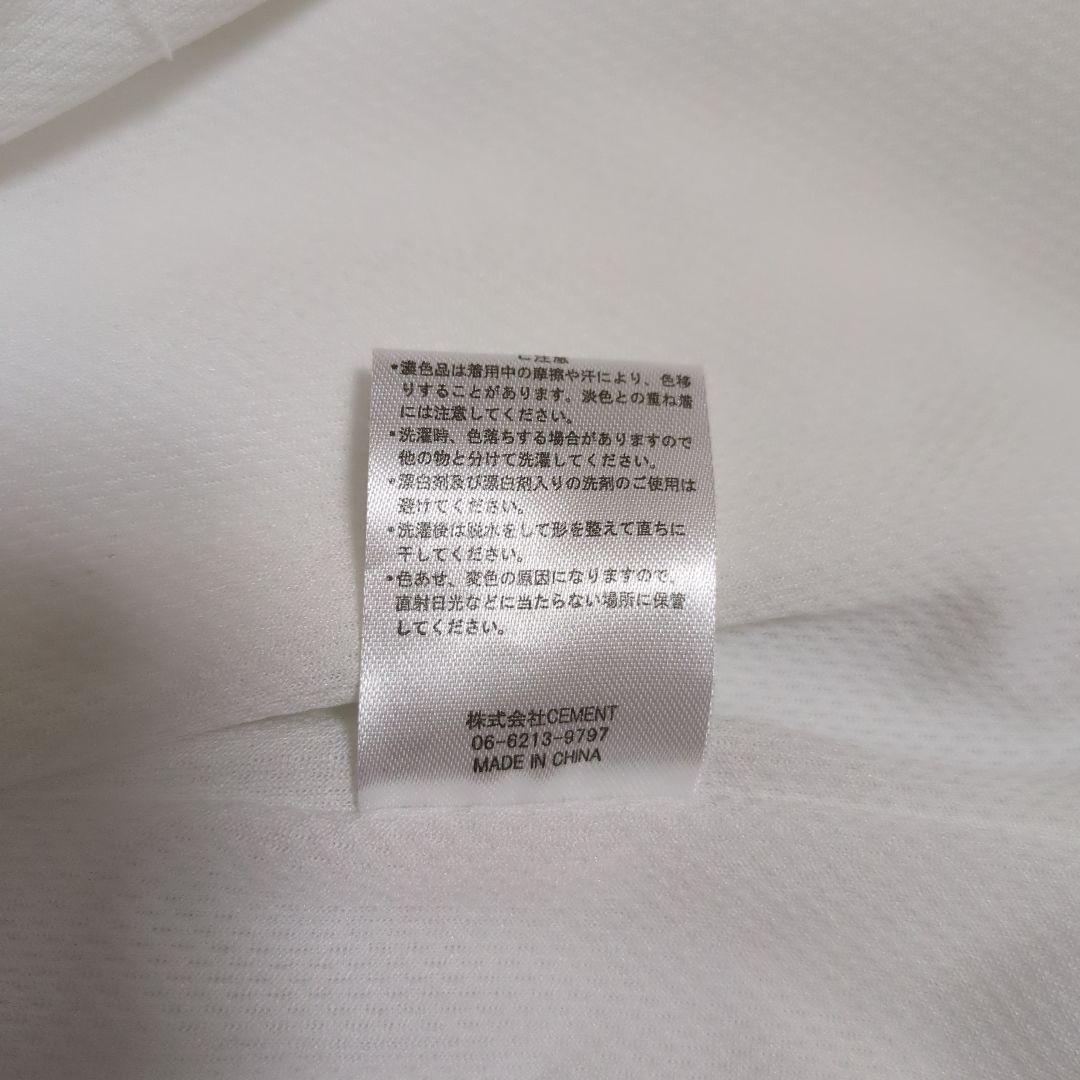 ご注意
•濃色品は着用中の摩擦や汗により、色移
りすることがあります。淡色との重ね着
には注意してください。
•洗濯時、色落ちする場合がありますので
他の物と分けて洗濯してください。
•漂白剤及び漂白剤入りの洗剤のご使用は
避けてください。
•洗濯後は脱水をして形を整えて直ちに
干してください。
•色あせ、変色の原因になりますので、
直射日光などに当たらない場所に保管
してください。
株式会社CEMENT
06-6213-9797
MADE IN CHINA